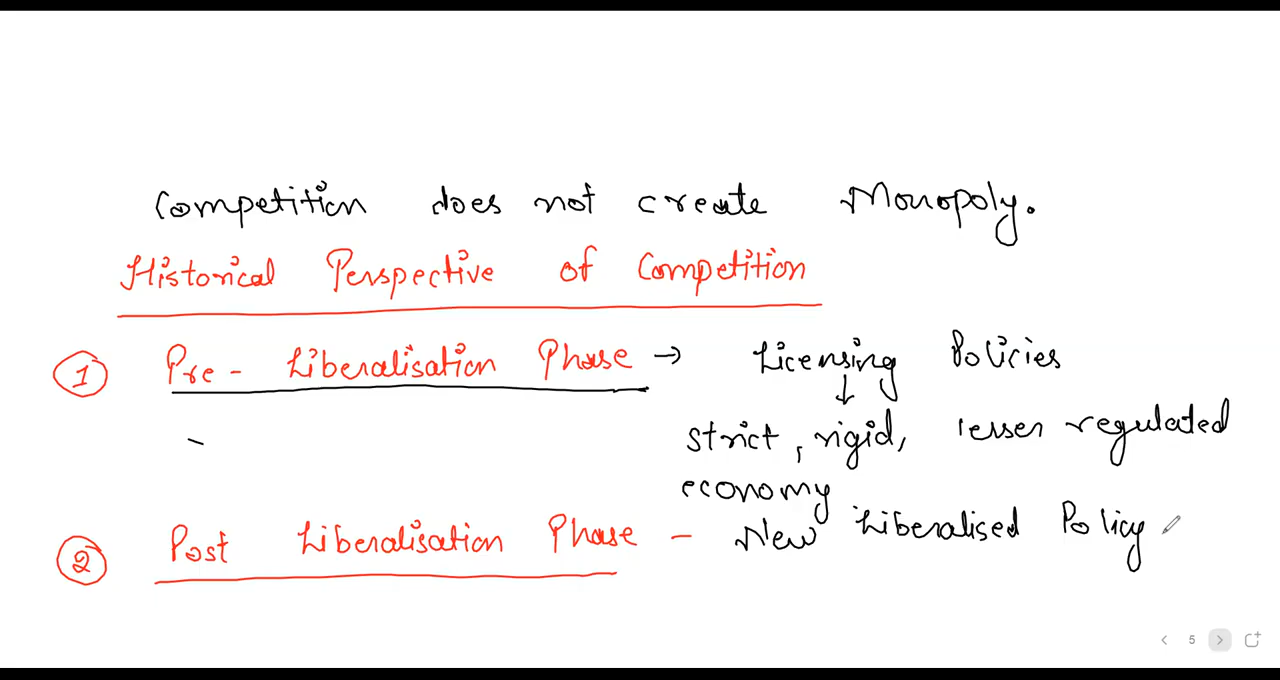 Competition does not create Monopoly.
Historical Perspective of Competition
1 Pre - Liberalisation Phase → Licensing Policies
↓
- strict, rigid, lesser regulated
economy
2 Post Liberalisation Phase - New Liberalised Policy
< 5 >